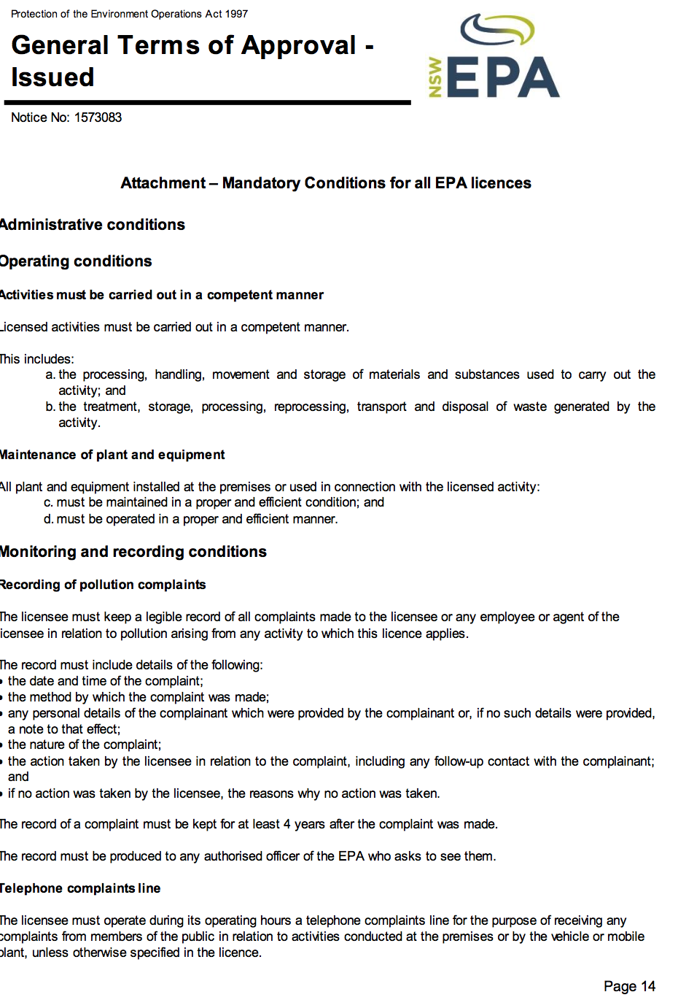 Protection of the Environment Operations Act 1997
General Terms of Approval -
Issued
NSW EPA
Notice No: 1573083
Attachment – Mandatory Conditions for all EPA licences
Administrative conditions
Operating conditions
Activities must be carried out in a competent manner
Licensed activities must be carried out in a competent manner.
This includes:
a. the processing, handling, movement and storage of materials and substances used to carry out the
activity; and
b. the treatment, storage, processing, reprocessing, transport and disposal of waste generated by the
activity.
Maintenance of plant and equipment
All plant and equipment installed at the premises or used in connection with the licensed activity:
c. must be maintained in a proper and efficient condition; and
d. must be operated in a proper and efficient manner.
Monitoring and recording conditions
Recording of pollution complaints
The licensee must keep a legible record of all complaints made to the licensee or any employee or agent of the
licensee in relation to pollution arising from any activity to which this licence applies.
The record must include details of the following:
• the date and time of the complaint;
• the method by which the complaint was made;
• any personal details of the complainant which were provided by the complainant or, if no such details were provided,
a note to that effect;
• the nature of the complaint;
• the action taken by the licensee in relation to the complaint, including any follow-up contact with the complainant;
and
• if no action was taken by the licensee, the reasons why no action was taken.
The record of a complaint must be kept for at least 4 years after the complaint was made.
The record must be produced to any authorised officer of the EPA who asks to see them.
Telephone complaints line
The licensee must operate during its operating hours a telephone complaints line for the purpose of receiving any
complaints from members of the public in relation to activities conducted at the premises or by the vehicle or mobile
plant, unless otherwise specified in the licence.
Page 14